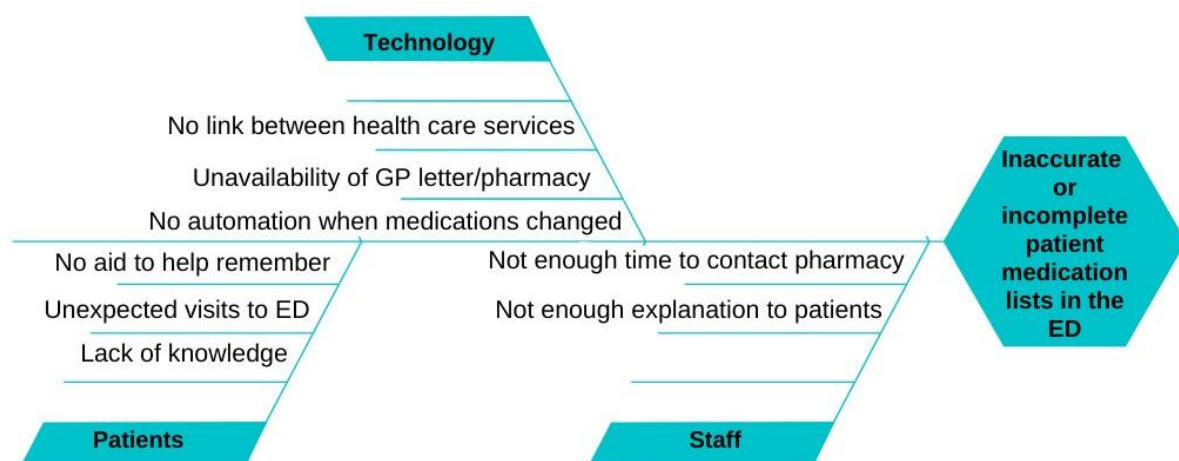 Technology
No link between health care services
Unavailability of GP letter/pharmacy
No automation when medications changed
No aid to help remember
Unexpected visits to ED
Lack of knowledge
Patients
Not enough time to contact pharmacy
Not enough explanation to patients
Staff
Inaccurate
or
incomplete
patient
medication
lists in the
ED